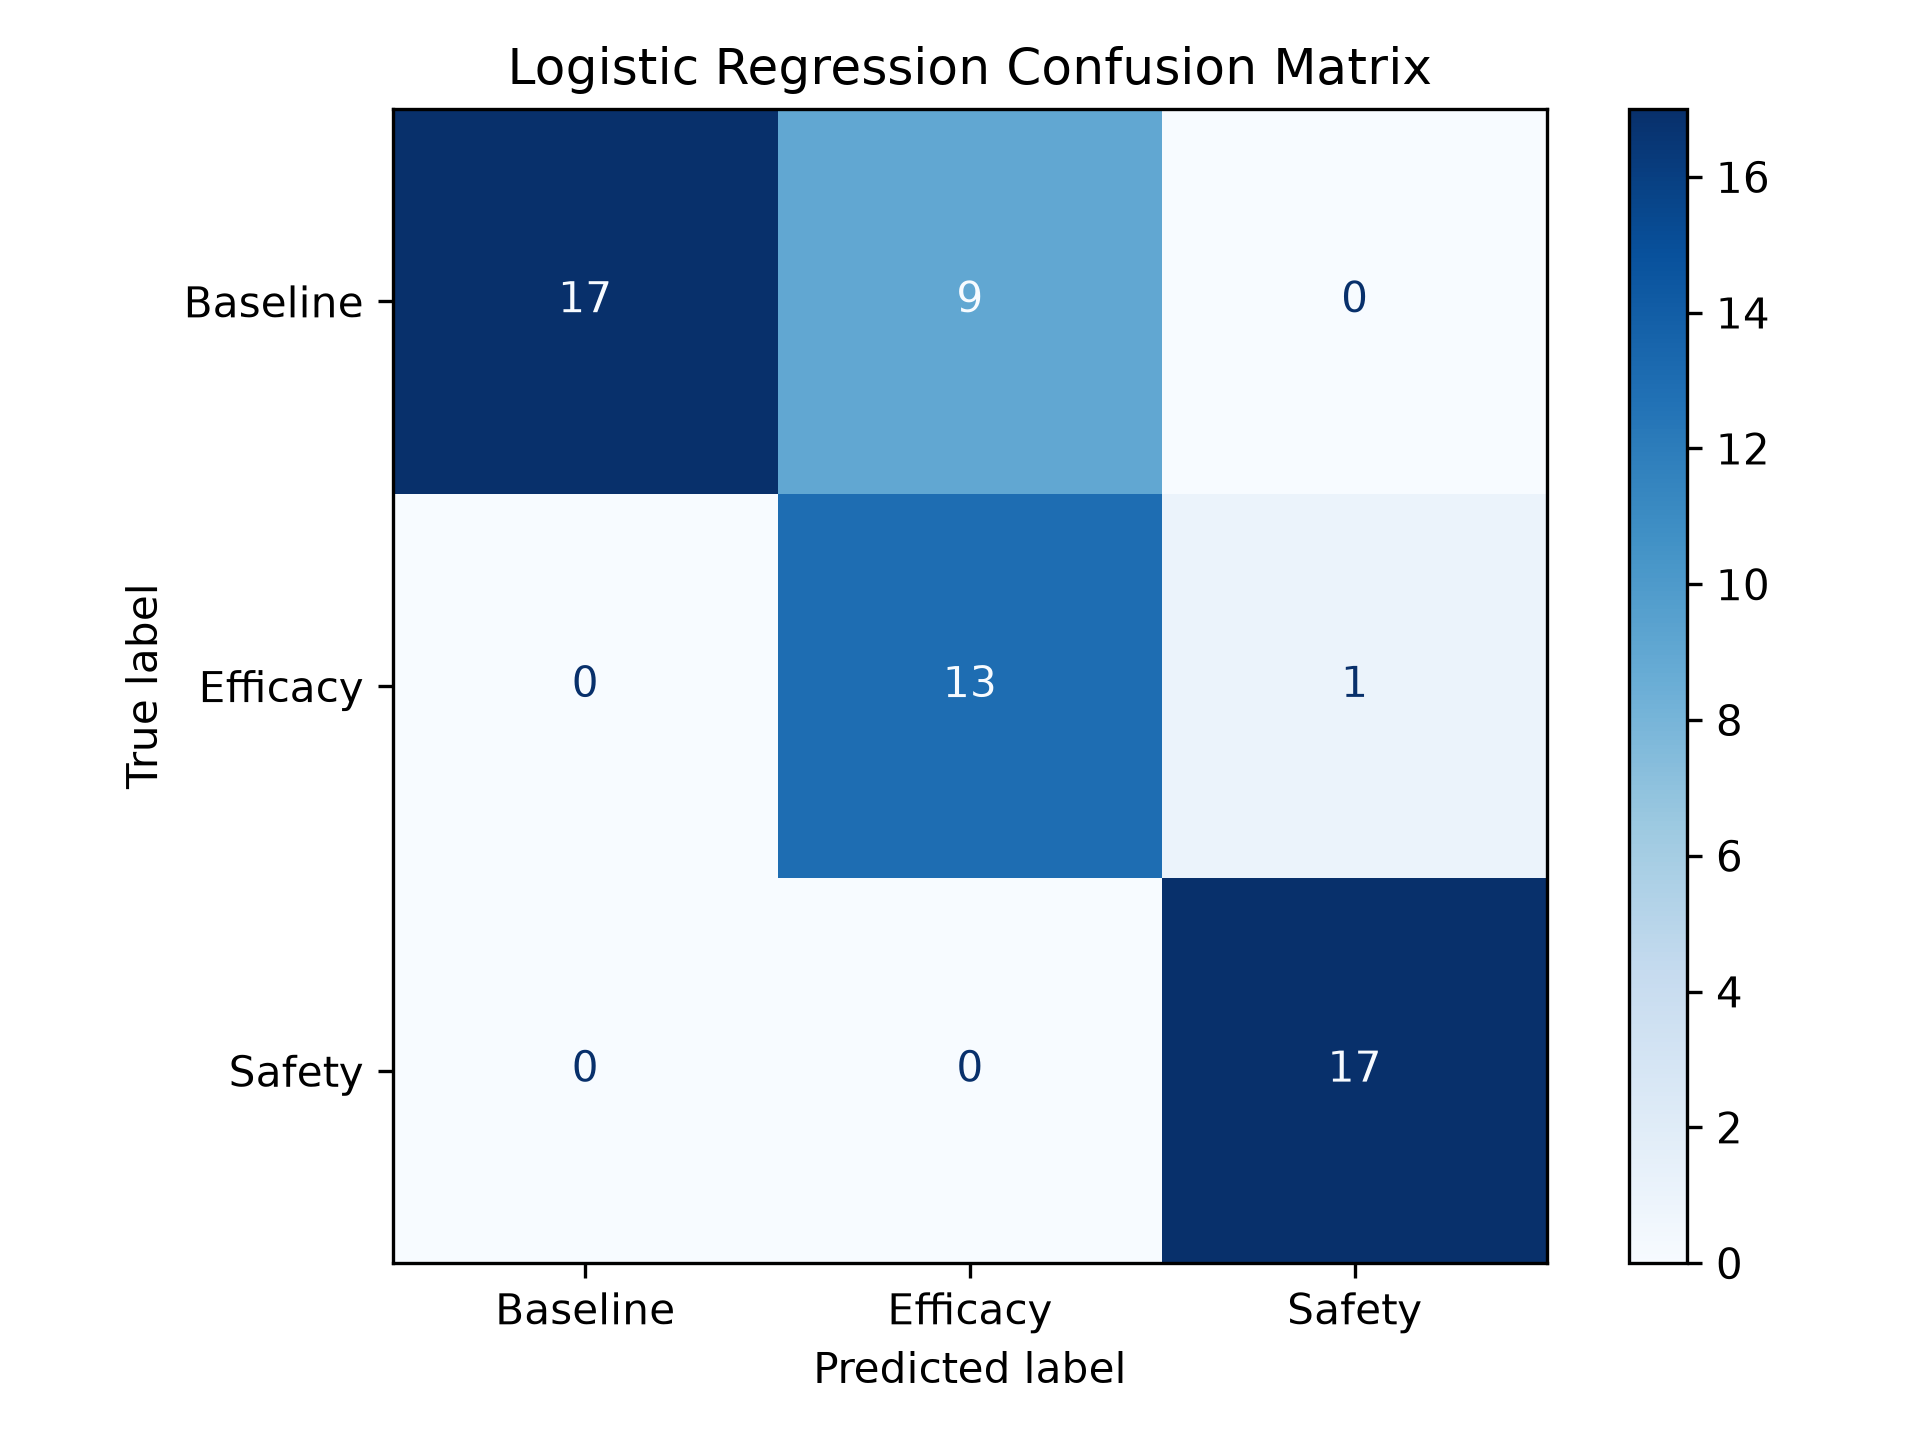 Logistic Regression Confusion Matrix
Baseline
17
9
0
Efficacy
0
13
1
Safety
0
0
17
True label
Baseline
Efficacy
Safety
Predicted label
16
14
12
10
8
6
4
2
0